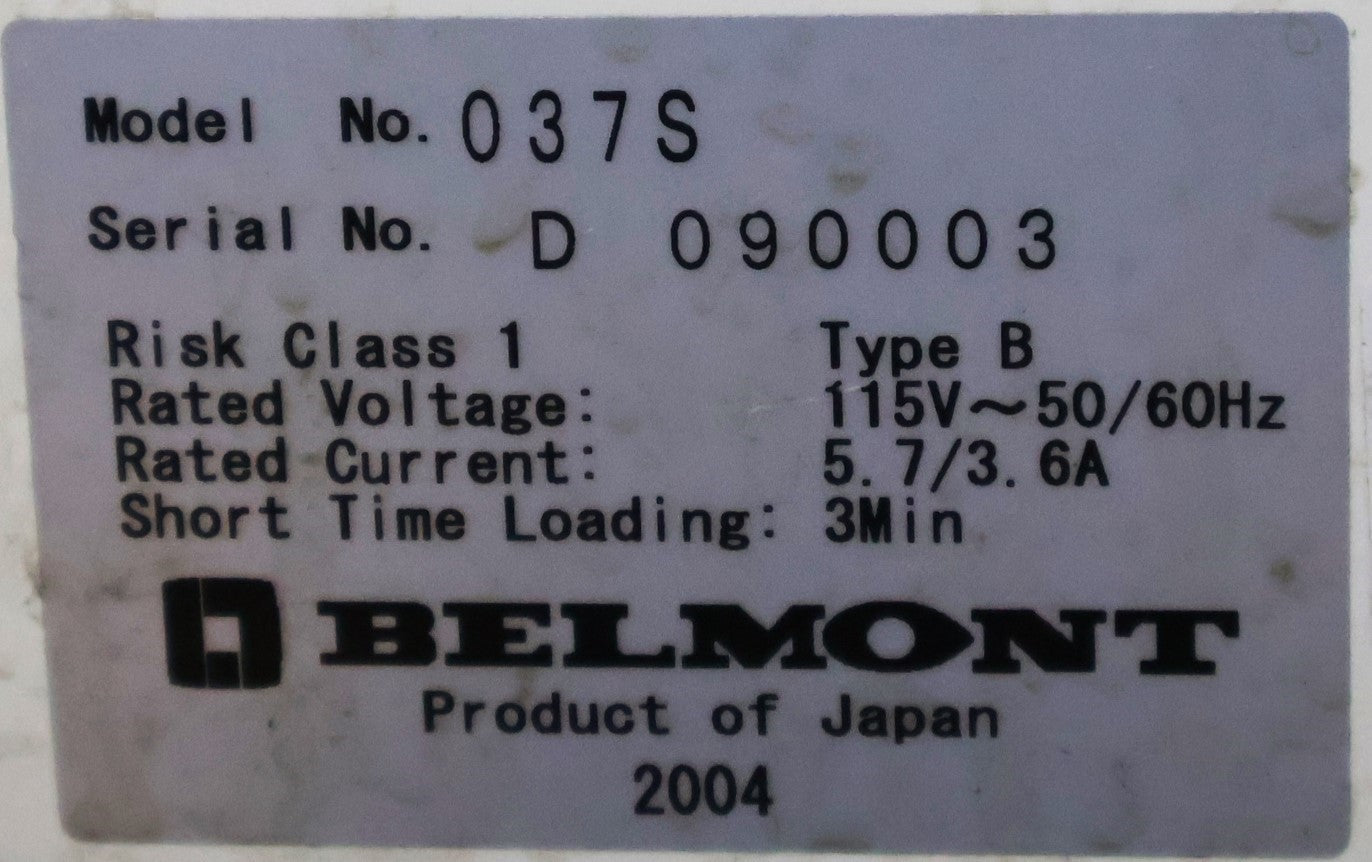 Model No. 037S
Serial No. D 090003
Risk Class 1 Type B
Rated Voltage: 115V～50/60Hz
Rated Current: 5.7/3.6A
Short Time Loading: 3Min
BELMONT
Product of Japan
2004